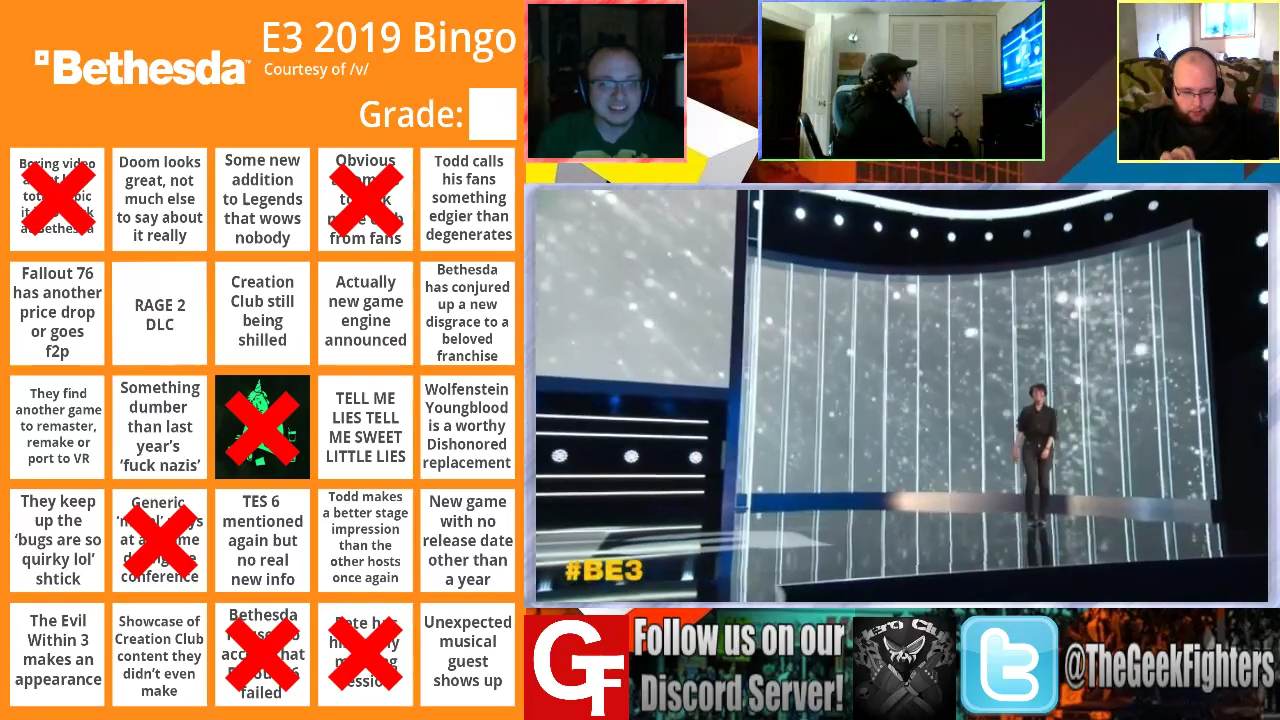 E3 2019 Bingo
Bethesda
Courtesy of /v/
Grade:
Boring video
Doom looks
great, not
much else
to say about
it really
Some new
addition
to Legends
that wows
nobody
Obvious
from fans
Todd calls
his fans
something
edgier than
degenerates
Fallout 76
has another
price drop
or goes
f2p
RAGE 2
DLC
Creation
Club still
being
shilled
Actually
new game
engine
announced
Bethesda
has conjured
up a new
disgrace to a
beloved
franchise
They find
another game
to remaster,
remake or
port to VR
Something
dumber
than last
year's
'fuck nazis'
TELL ME
LIES TELL
ME SWEET
LITTLE LIES
Wolfenstein
Youngblood
is a worthy
Dishonored
replacement
They keep
up the
'bugs are so
quirky lol'
shtick
Generic
conference
TES 6
mentioned
again but
no real
new info
Todd makes
a better stage
impression
than the
other hosts
once again
New game
with no
release date
other than
a year
The Evil
Within 3
makes an
appearance
Showcase of
Creation Club
content they
didn't even
make
Bethesda
failed
Unexpected
musical
guest
shows up
#BE3
GF
Follow us on our
Discord Server!
@TheGeekFighters